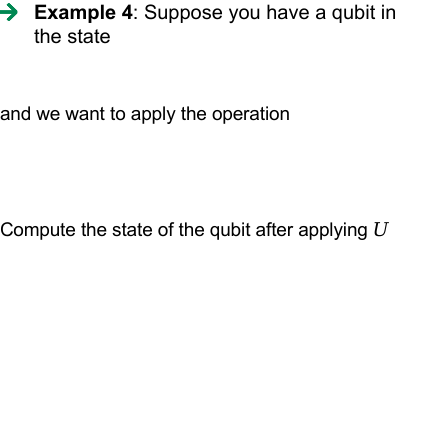 → Example 4: Suppose you have a qubit in
the state
and we want to apply the operation
Compute the state of the qubit after applying U